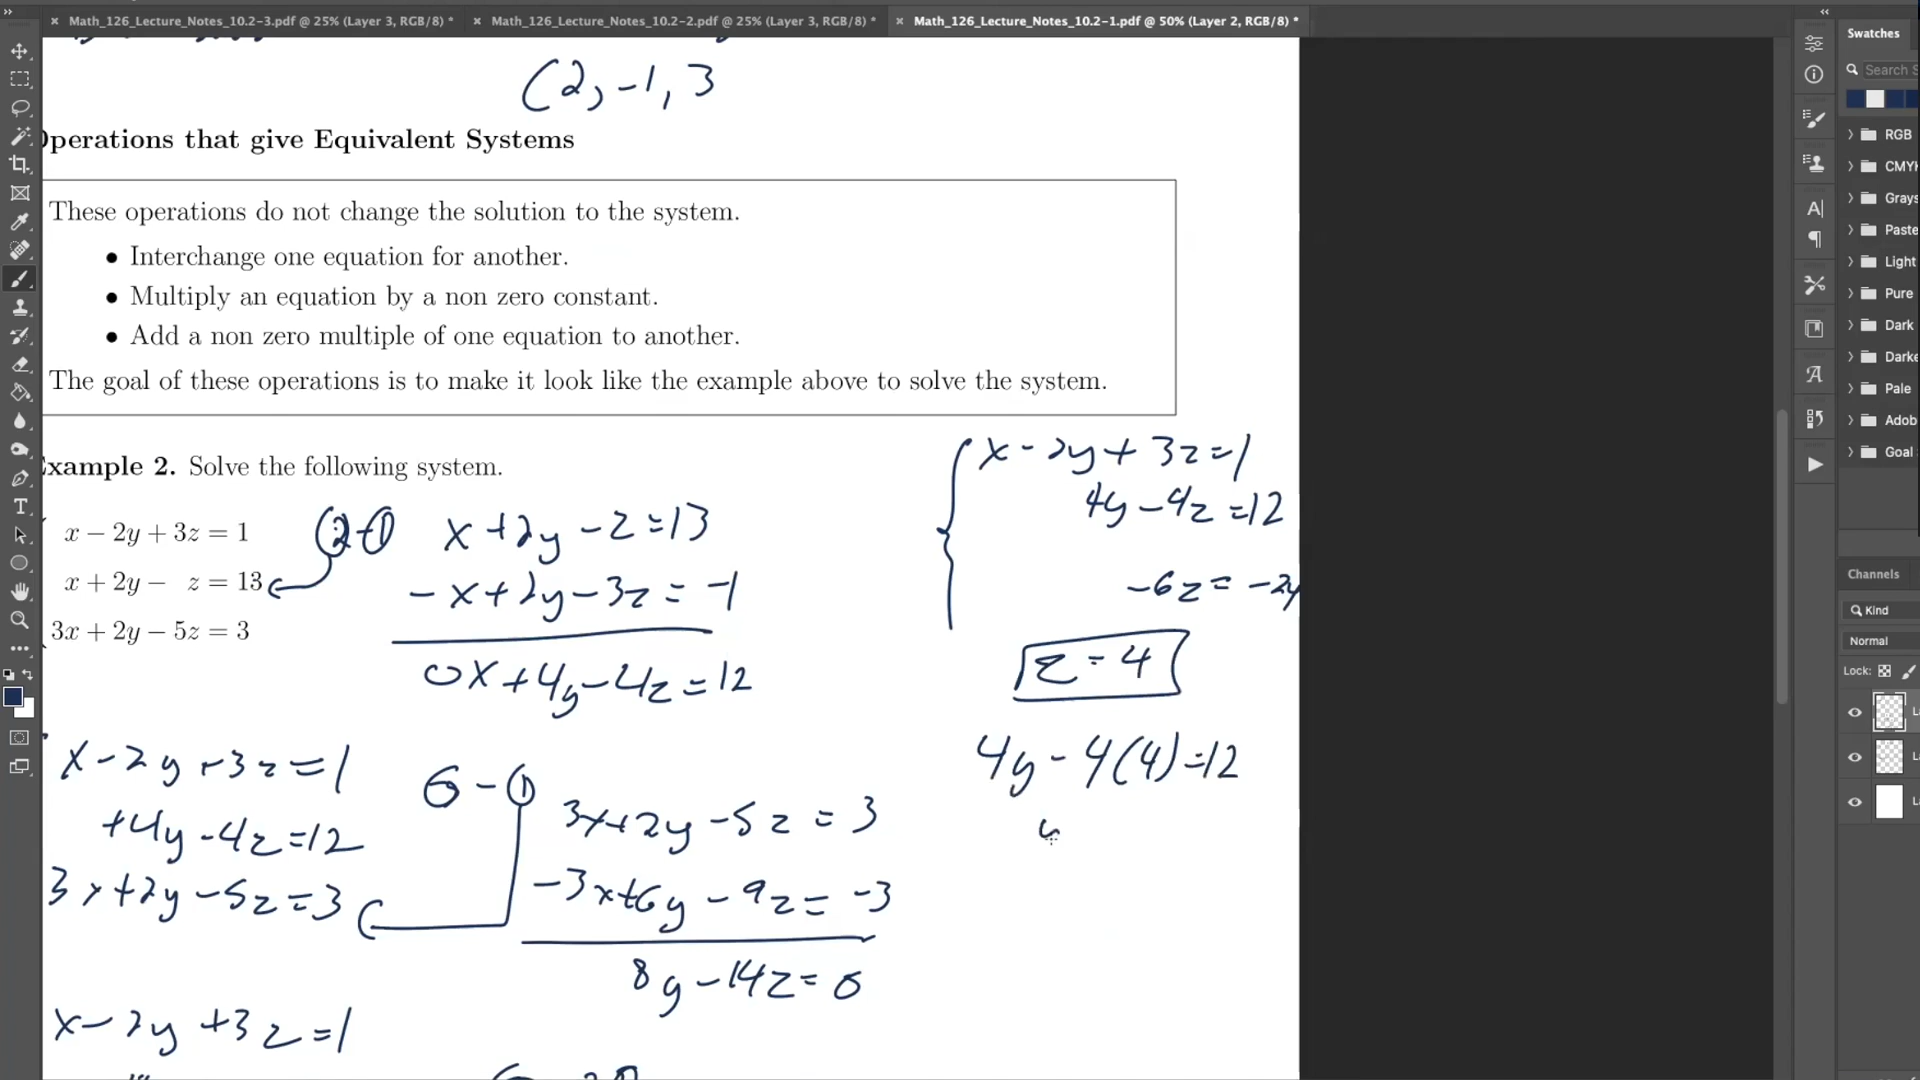 Math_126_Lecture_Notes_10.2-3.pdf @ 25% (Layer 3, RGB/8) *
Math_126_Lecture_Notes_10.2-2.pdf @ 25% (Layer 3, RGB/8) *
Math_126_Lecture_Notes_10.2-1.pdf @ 50% (Layer 2, RGB/8) *
(2, -1, 3
Operations that give Equivalent Systems
These operations do not change the solution to the system.
• Interchange one equation for another.
• Multiply an equation by a non zero constant.
• Add a non zero multiple of one equation to another.
The goal of these operations is to make it look like the example above to solve the system.
Example 2. Solve the following system.
x − 2y + 3z = 1
x + 2y − z = 13
3x + 2y − 5z = 3
② - ①
x + 2y - z = 13
- x + 2y - 3z = -1
0x + 4y - 4z = 12
x - 2y + 3z = 1
+4y - 4z = 12
3x + 2y - 5z = 3
3x + 2y - 5z = 3
-3x + 6y - 9z = -3
8y - 14z = 0
x - 2y + 3z = 1
x - 2y + 3z = 1
4y - 4z = 12
-6z = -24
z = 4
4y - 4(4) = 12
Swatches
Search S
RGB
CMYK
Grays
Paste
Light
Pure
Dark
Darke
Pale
Adob
Goal
Channels
Kind
Normal
Lock: